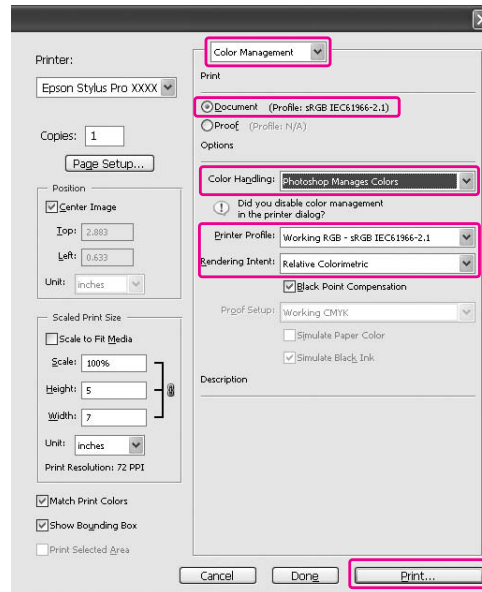 Printer:
Epson Stylus Pro XXXX
Copies: 1
Page Setup...
Position
Center Image
Top: 2.883
Left: 0.633
Unit: inches
Scaled Print Size
Scale to Fit Media
Scale: 100%
Height: 5
Width: 7
Unit: inches
Print Resolution: 72 PPI
Match Print Colors
Show Bounding Box
Print Selected Area
Color Management
Print
Document (Profile: sRGB IEC61966-2.1)
Proof (Profile: N/A)
Options
Color Handling: Photoshop Manages Colors
Did you disable color management
in the printer dialog?
Printer Profile: Working RGB - sRGB IEC61966-2.1
Rendering Intent: Relative Colorimetric
Black Point Compensation
Proof Setup: Working CMYK
Simulate Paper Color
Simulate Black Ink
Description
Cancel
Done
Print...